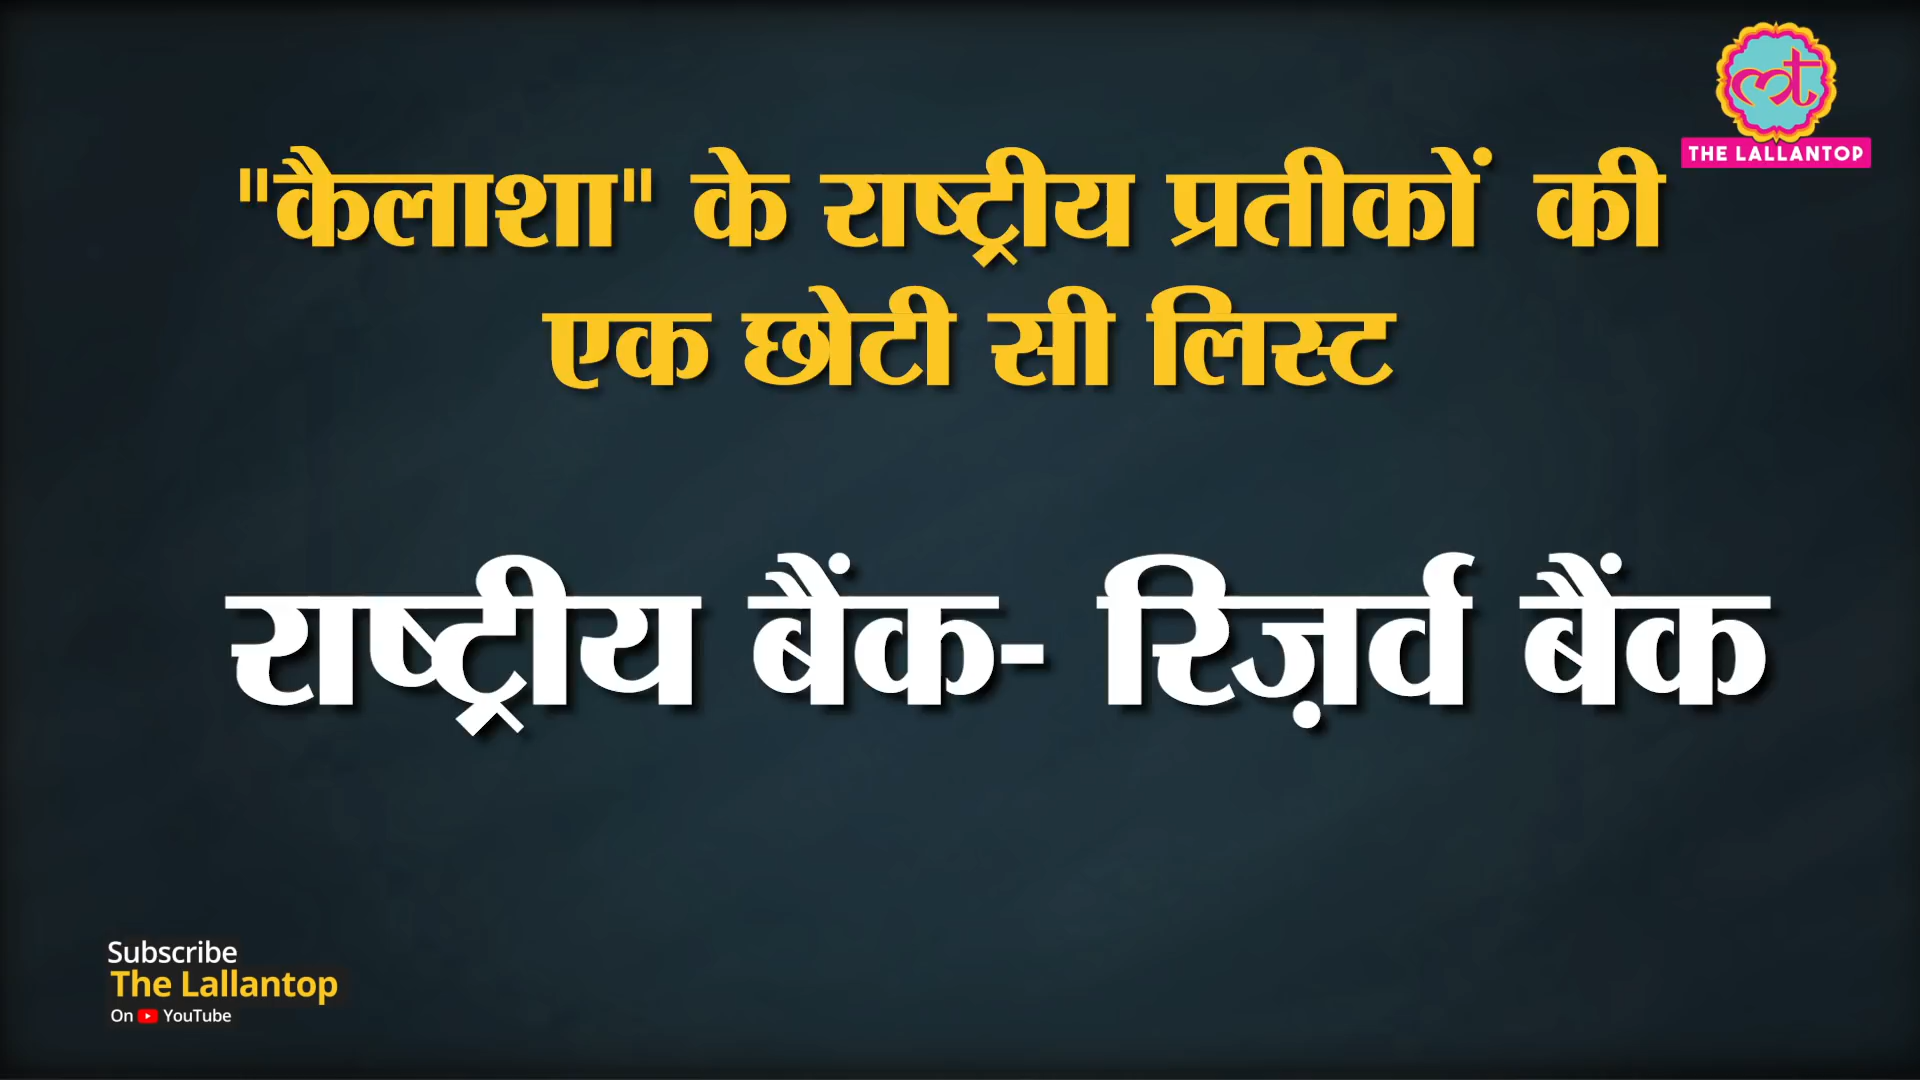 THE LALLANTOP
"कैलाशा" के राष्ट्रीय प्रतीकों की
एक छोटी सी लिस्ट
राष्ट्रीय बैंक- रिज़र्व बैंक
Subscribe
The Lallantop
On YouTube